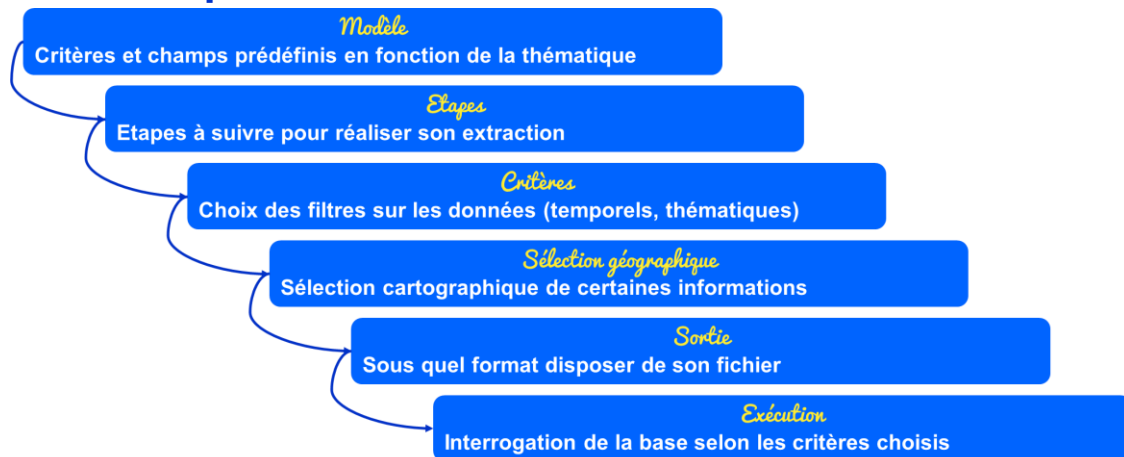 Modèle
Critères et champs prédéfinis en fonction de la thématique
Etapes
Etapes à suivre pour réaliser son extraction
Critères
Choix des filtres sur les données (temporels, thématiques)
Sélection géographique
Sélection cartographique de certaines informations
Sortie
Sous quel format disposer de son fichier
Exécution
Interrogation de la base selon les critères choisis